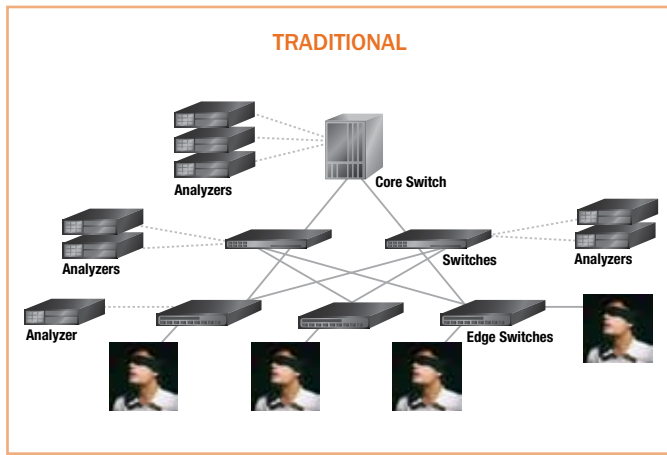 TRADITIONAL
Analyzers
Core Switch
Analyzers
Switches
Analyzers
Analyzer
Edge Switches